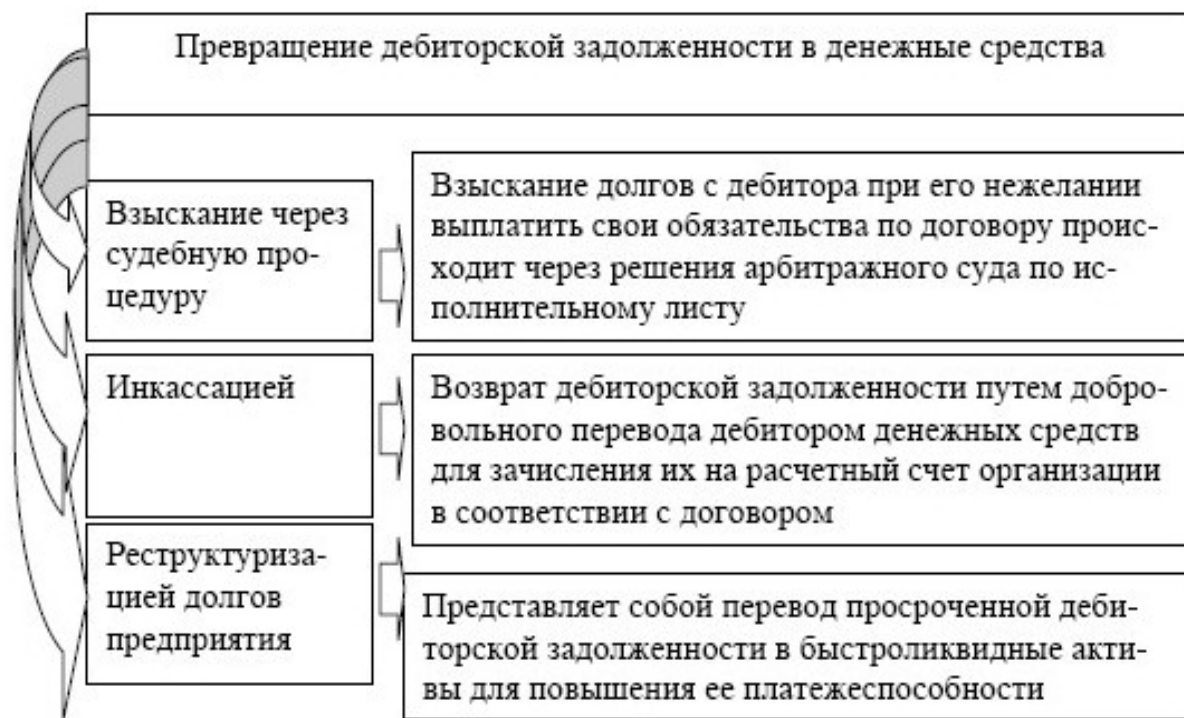 Превращение дебиторской задолженности в денежные средства
Взыскание через
судебную про-
цедуру
Взыскание долгов с дебитора при его нежелании
выплатить свои обязательства по договору проис-
ходит через решения арбитражного суда по ис-
полнительному листу
Инкассацией
Возврат дебиторской задолженности путем добро-
вольного перевода дебитором денежных средств
для зачисления их на расчетный счет организации
в соответствии с договором
Реструктуриза-
цией долгов
предприятия
Представляет собой перевод просроченной деби-
торской задолженности в быстроликвидные акти-
вы для повышения ее платежеспособности